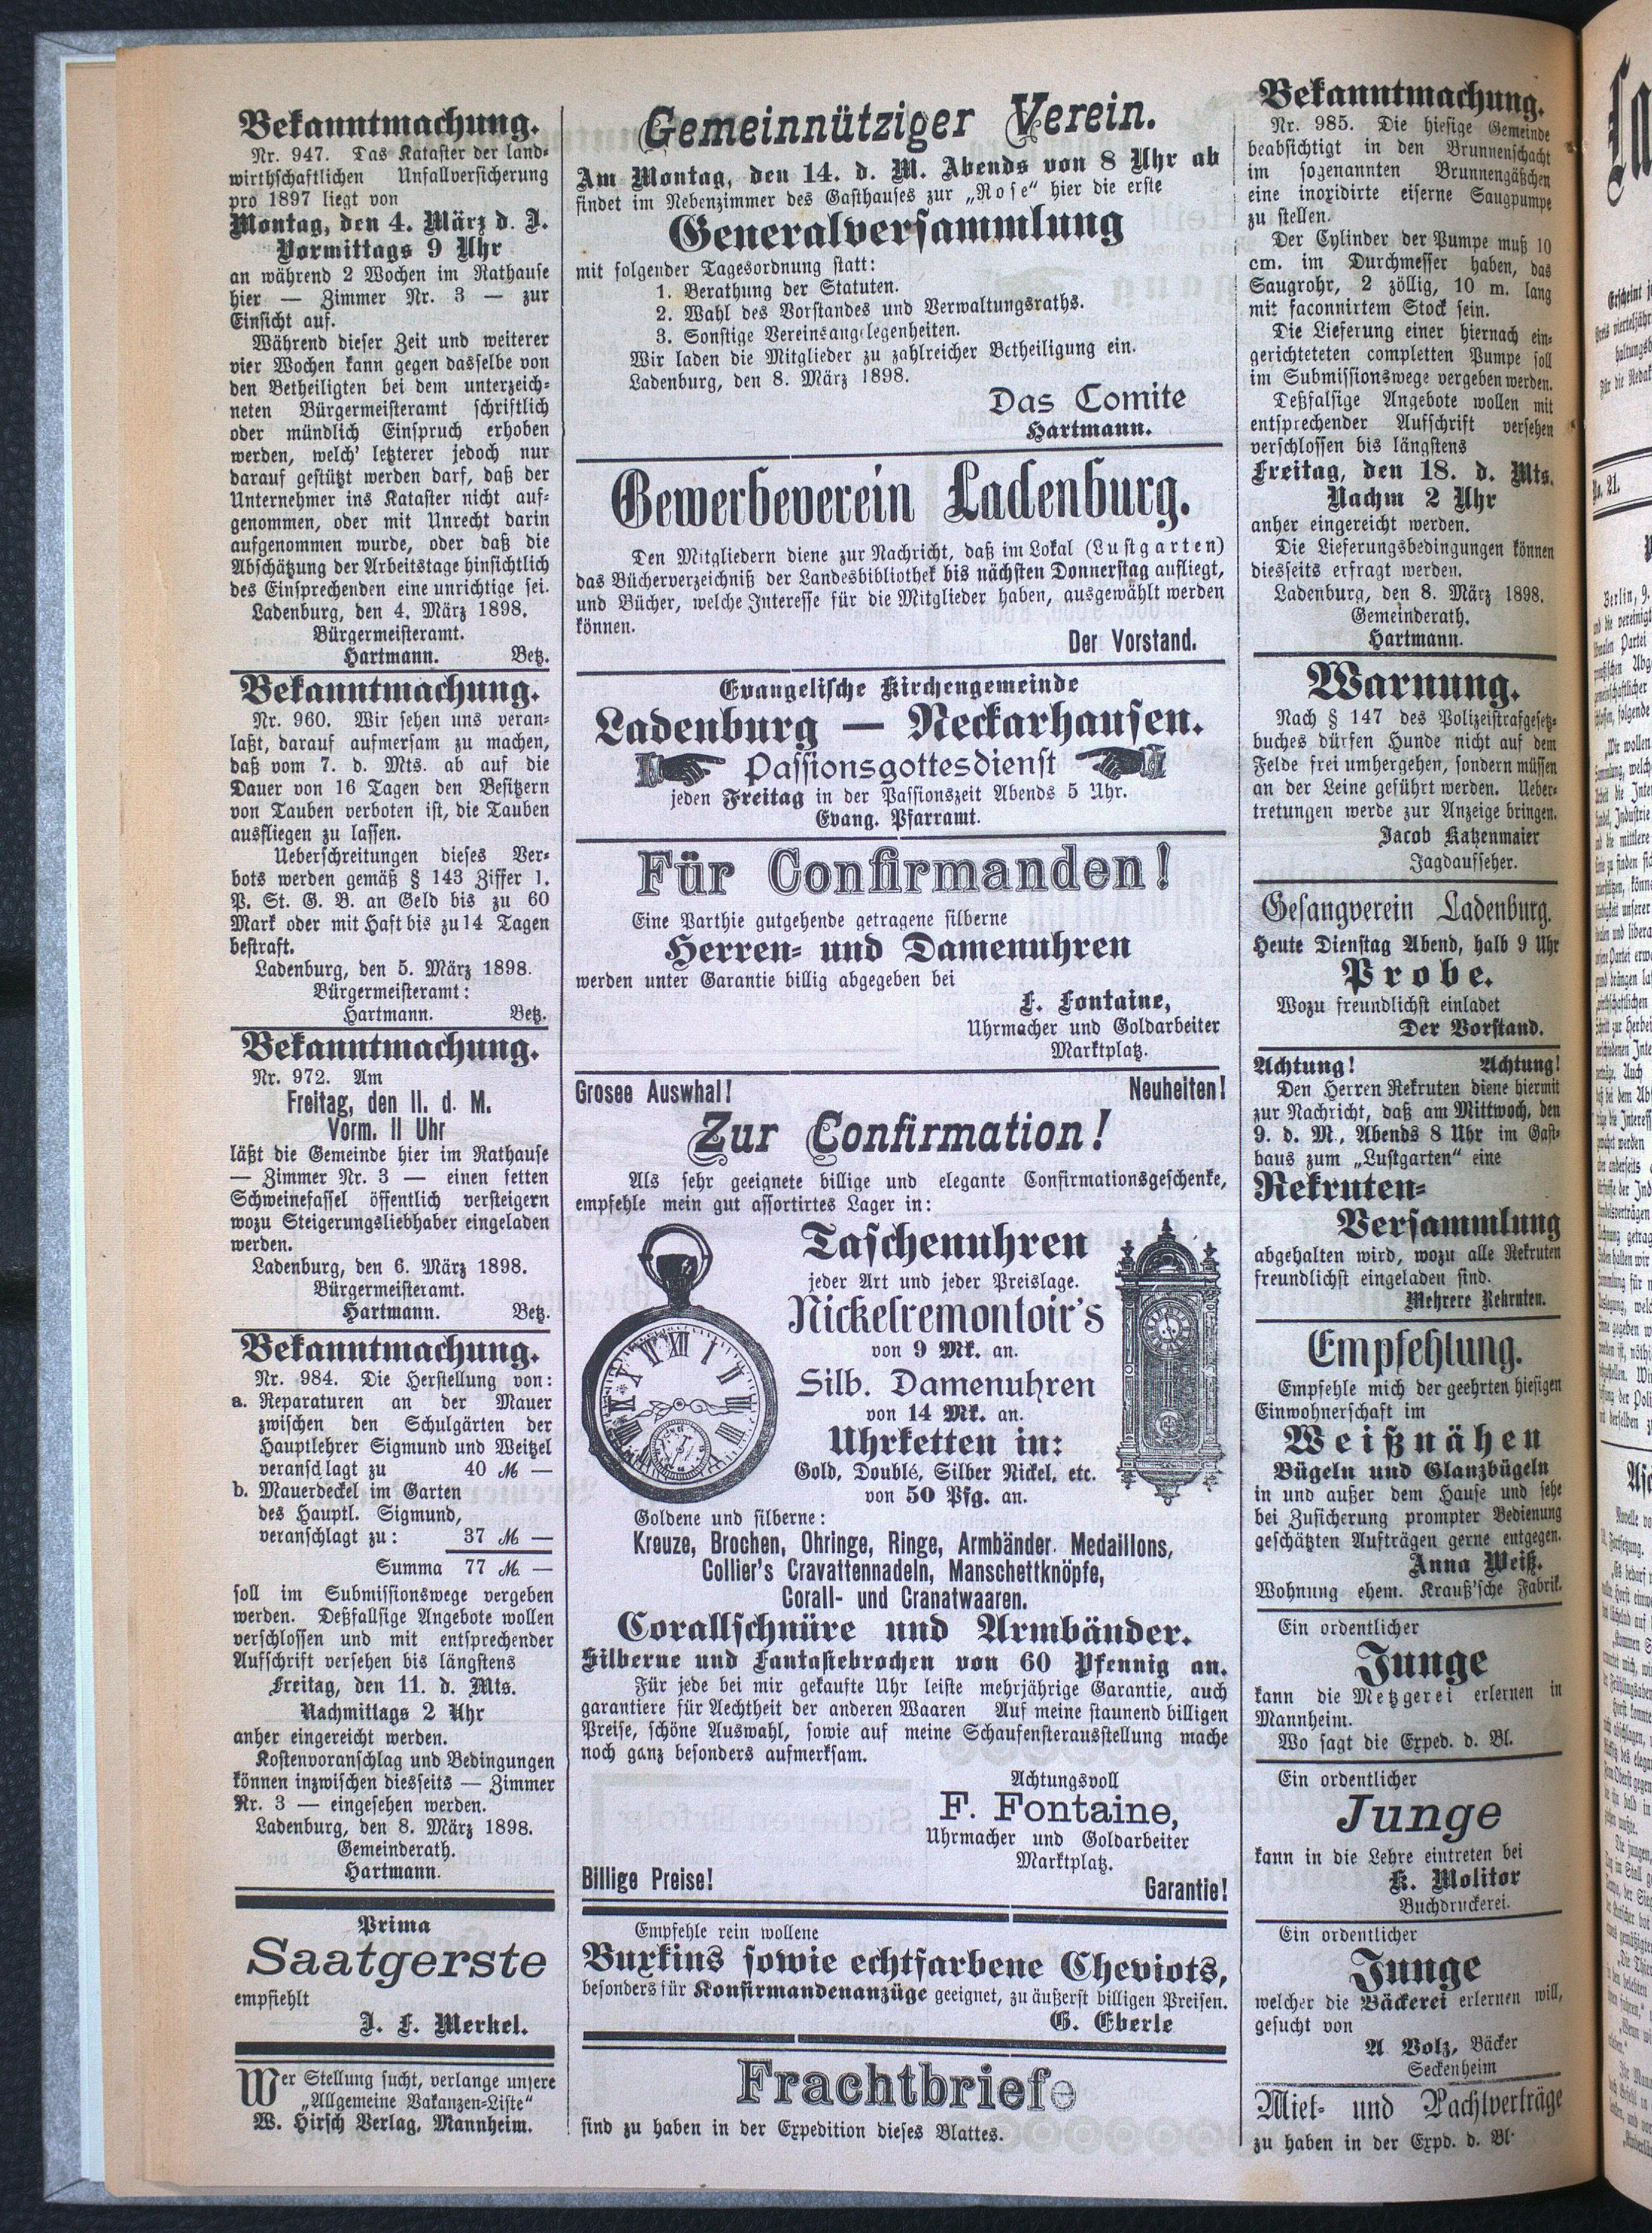 Bekanntmachung.
Nr. 947. Das Kataster der land-
wirthschaftlichen Unfallversicherung
pro 1897 liegt von
Montag, den 4. März d. J.
Vormittags 9 Uhr
an während 2 Wochen im Rathause
hier — Zimmer Nr. 3 — zur
Einsicht auf.
Während dieser Zeit und weiterer
vier Wochen kann gegen dasselbe von
den Betheiligten bei dem unterzeich-
neten Bürgermeisteramt schriftlich
oder mündlich Einspruch erhoben
werden, welch' letzterer jedoch nur
darauf gestützt werden darf, daß der
Unternehmer ins Kataster nicht auf-
genommen, oder mit Unrecht darin
aufgenommen wurde, oder daß die
Abschätzung der Arbeitstage hinsichtlich
des Einsprechenden eine unrichtige sei.
Ladenburg, den 4. März 1898.
Bürgermeisteramt.
Hartmann. Betz.
Bekanntmachung.
Nr. 960. Wir sehen uns veran-
laßt, darauf aufmersam zu machen,
daß vom 7. d. Mts. ab auf die
Dauer von 16 Tagen den Besitzern
von Tauben verboten ist, die Tauben
ausfliegen zu lassen.
Ueberschreitungen dieses Ver-
bots werden gemäß § 143 Ziffer 1.
P. St. G. B. an Geld bis zu 60
Mark oder mit Haft bis zu 14 Tagen
bestraft.
Ladenburg, den 5. März 1898.
Bürgermeisteramt:
Hartmann. Betz.
Bekanntmachung.
Nr. 972. Am
Freitag, den 11. d. M.
Vorm. 11 Uhr
läßt die Gemeinde hier im Rathause
— Zimmer Nr. 3 — einen fetten
Schweinefassel öffentlich versteigern
wozu Steigerungsliebhaber eingeladen
werden.
Ladenburg, den 6. März 1898.
Bürgermeisteramt.
Hartmann. Betz.
Bekanntmachung.
Nr. 984. Die Herstellung von:
a. Reparaturen an der Mauer
zwischen den Schulgärten der
Hauptlehrer Sigmund und Weitzel
veranschlagt zu 40 M —
b. Mauerdeckel im Garten
des Hauptl. Sigmund,
veranschlagt zu: 37 M —
Summa 77 M. —
soll im Submissionswege vergeben
werden. Deßfallsige Angebote wollen
verschlossen und mit entsprechender
Aufschrift versehen bis längstens
Freitag, den 11. d. Mts.
Nachmittags 2 Uhr
anher eingereicht werden.
Kostenvoranschlag und Bedingungen
können inzwischen diesseits — Zimmer
Nr. 3 — eingesehen werden.
Ladenburg, den 8. März 1898.
Gemeinderath.
Hartmann.
Prima
Saatgerste
empfiehlt
J. F. Merkel.
Wer Stellung sucht, verlange unsere
„Allgemeine Vakanzen-Liste“
W. Hirsch Verlag, Mannheim.
Gemeinnütziger Verein.
Am Montag, den 14. d. M. Abends von 8 Uhr ab
findet im Nebenzimmer des Gasthauses zur „Rose“ hier die erste
Generalversammlung
mit folgender Tagesordnung statt:
1. Berathung der Statuten.
2. Wahl des Vorstandes und Verwaltungsraths.
3. Sonstige Vereinsangelegenheiten.
Wir laden die Mitglieder zu zahlreicher Betheiligung ein.
Ladenburg, den 8. März 1898.
Das Comite
Hartmann.
Gewerbeverein Ladenburg.
Den Mitgliedern diene zur Nachricht, daß im Lokal (Lustgarten)
das Bücherverzeichniß der Landesbibliothek bis nächsten Donnerstag aufliegt,
und Bücher, welche Interesse für die Mitglieder haben, ausgewählt werden
können.
Der Vorstand.
Evangelische Kirchengemeinde
Ladenburg — Neckarhausen.
Passionsgottesdienst
jeden Freitag in der Passionszeit Abends 5 Uhr.
Evang. Pfarramt.
Für Confirmanden!
Eine Parthie gutgehende getragene silberne
Herren- und Damenuhren
werden unter Garantie billig abgegeben bei
F. Fontaine,
Uhrmacher und Goldarbeiter
Marktplatz.
Grosee Auswhal! Neuheiten!
Zur Confirmation!
Als sehr geeignete billige und elegante Confirmationsgeschenke,
empfehle mein gut assortirtes Lager in:
Taschenuhren
jeder Art und jeder Preislage.
Nickelremontoir's
von 9 Mk. an.
Silb. Damenuhren
von 14 Mk. an.
Uhrketten in:
Gold, Doublé, Silber Nickel, etc.
von 50 Pfg. an.
Goldene und silberne:
Kreuze, Brochen, Ohringe, Ringe, Armbänder. Medaillons,
Collier's Cravattennadeln, Manschettknöpfe,
Corall- und Cranatwaaren.
Corallschnüre und Armbänder.
Silberne und Fantastebrochen von 60 Pfennig an.
Für jede bei mir gekaufte Uhr leiste mehrjährige Garantie, auch
garantiere für Aechtheit der anderen Waaren Auf meine staunend billigen
Preise, schöne Auswahl, sowie auf meine Schaufensterausstellung mache
noch ganz besonders aufmerksam.
Achtungsvoll
F. Fontaine,
Uhrmacher und Goldarbeiter
Marktplatz.
Billige Preise! Garantie!
Empfehle rein wollene
Buxkins sowie echtfarbene Cheviots,
besonders für Konfirmandenanzüge geeignet, zu äußerst billigen Preisen.
G. Eberle
Frachtbriefe
sind zu haben in der Expedition dieses Blattes.
Bekanntmachung.
Nr. 985. Die hiesige Gemeinde
beabsichtigt in den Brunnenschacht
im sogenannten Brunnengäßchen
eine inoxidirte eiserne Saugpumpe
zu stellen.
Der Cylinder der Pumpe muß 10
cm. im Durchmesser haben, das
Saugrohr, 2 zöllig, 10 m. lang
mit faconnirtem Stock sein.
Die Lieferung einer hiernach ein-
gerichteteten completten Pumpe soll
im Submissionswege vergeben werden.
Deßfalsige Angebote wollen mit
entsprechender Aufschrift versehen
verschlossen bis längstens
Freitag, den 18. d. Mts.
Nachm 2 Uhr
anher eingereicht werden.
Die Lieferungsbedingungen können
diesseits erfragt werden.
Ladenburg, den 8. März 1898.
Gemeinderath.
Hartmann.
Warnung.
Nach § 147 des Polizeistrafgesetz-
buches dürfen Hunde nicht auf dem
Felde frei umhergehen, sondern müssen
an der Leine geführt werden. Ueber-
tretungen werde zur Anzeige bringen.
Jacob Katzenmaier
Jagdaufseher.
Gesangverein Ladenburg.
Heute Dienstag Abend, halb 9 Uhr
Probe.
Wozu freundlichst einladet
Der Vorstand.
Achtung! Achtung!
Den Herren Rekruten diene hiermit
zur Nachricht, daß am Mittwoch, den
9. d. M., Abends 8 Uhr im Gast-
haus zum „Lustgarten“ eine
Rekruten-
Versammlung
abgehalten wird, wozu alle Rekruten
freundlichst eingeladen sind.
Mehrere Rekruten.
Empfehlung.
Empfehle mich der geehrten hiesigen
Einwohnerschaft im
Weißnähen
Bügeln und Glanzbügeln
in und außer dem Hause und sehe
bei Zusicherung prompter Bedienung
geschätzten Aufträgen gerne entgegen.
Anna Weiß.
Wohnung ehem. Krauß'sche Fabrik.
Ein ordentlicher
Junge
kann die Metzgerei erlernen in
Mannheim.
Wo sagt die Exped. d. Bl.
Ein ordentlicher
Junge
kann in die Lehre eintreten bei
K. Molitor
Buchdruckerei.
Ein ordentlicher
Junge
welcher die Bäckerei erlernen will,
gesucht von
A Volz, Bäcker
Seckenheim
Miet- und Pachtverträge
zu haben in der Expd. d. Bl.